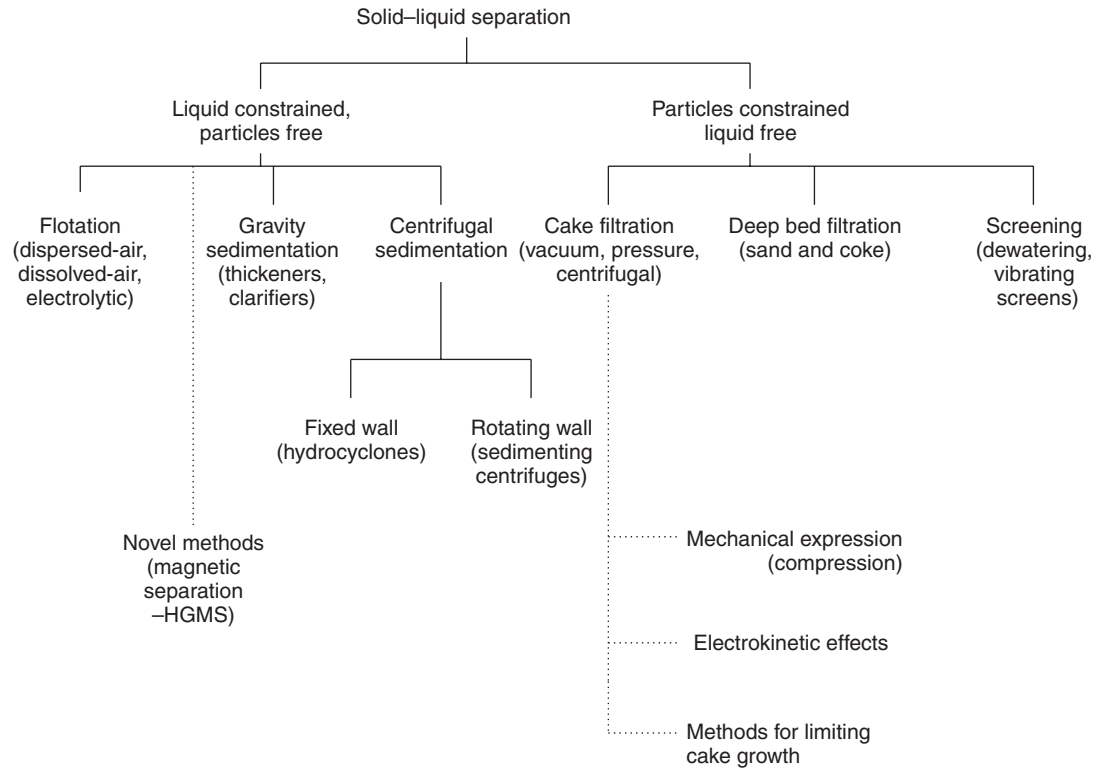 Solid–liquid separation
Liquid constrained,
particles free
Particles constrained
liquid free
Flotation
(dispersed-air,
dissolved-air,
electrolytic)
Gravity
sedimentation
(thickeners,
clarifiers)
Centrifugal
sedimentation
Cake filtration
(vacuum, pressure,
centrifugal)
Deep bed filtration
(sand and coke)
Screening
(dewatering,
vibrating
screens)
Fixed wall
(hydrocyclones)
Rotating wall
(sedimenting
centrifuges)
Novel methods
(magnetic
separation
–HGMS)
Mechanical expression
(compression)
Electrokinetic effects
Methods for limiting
cake growth